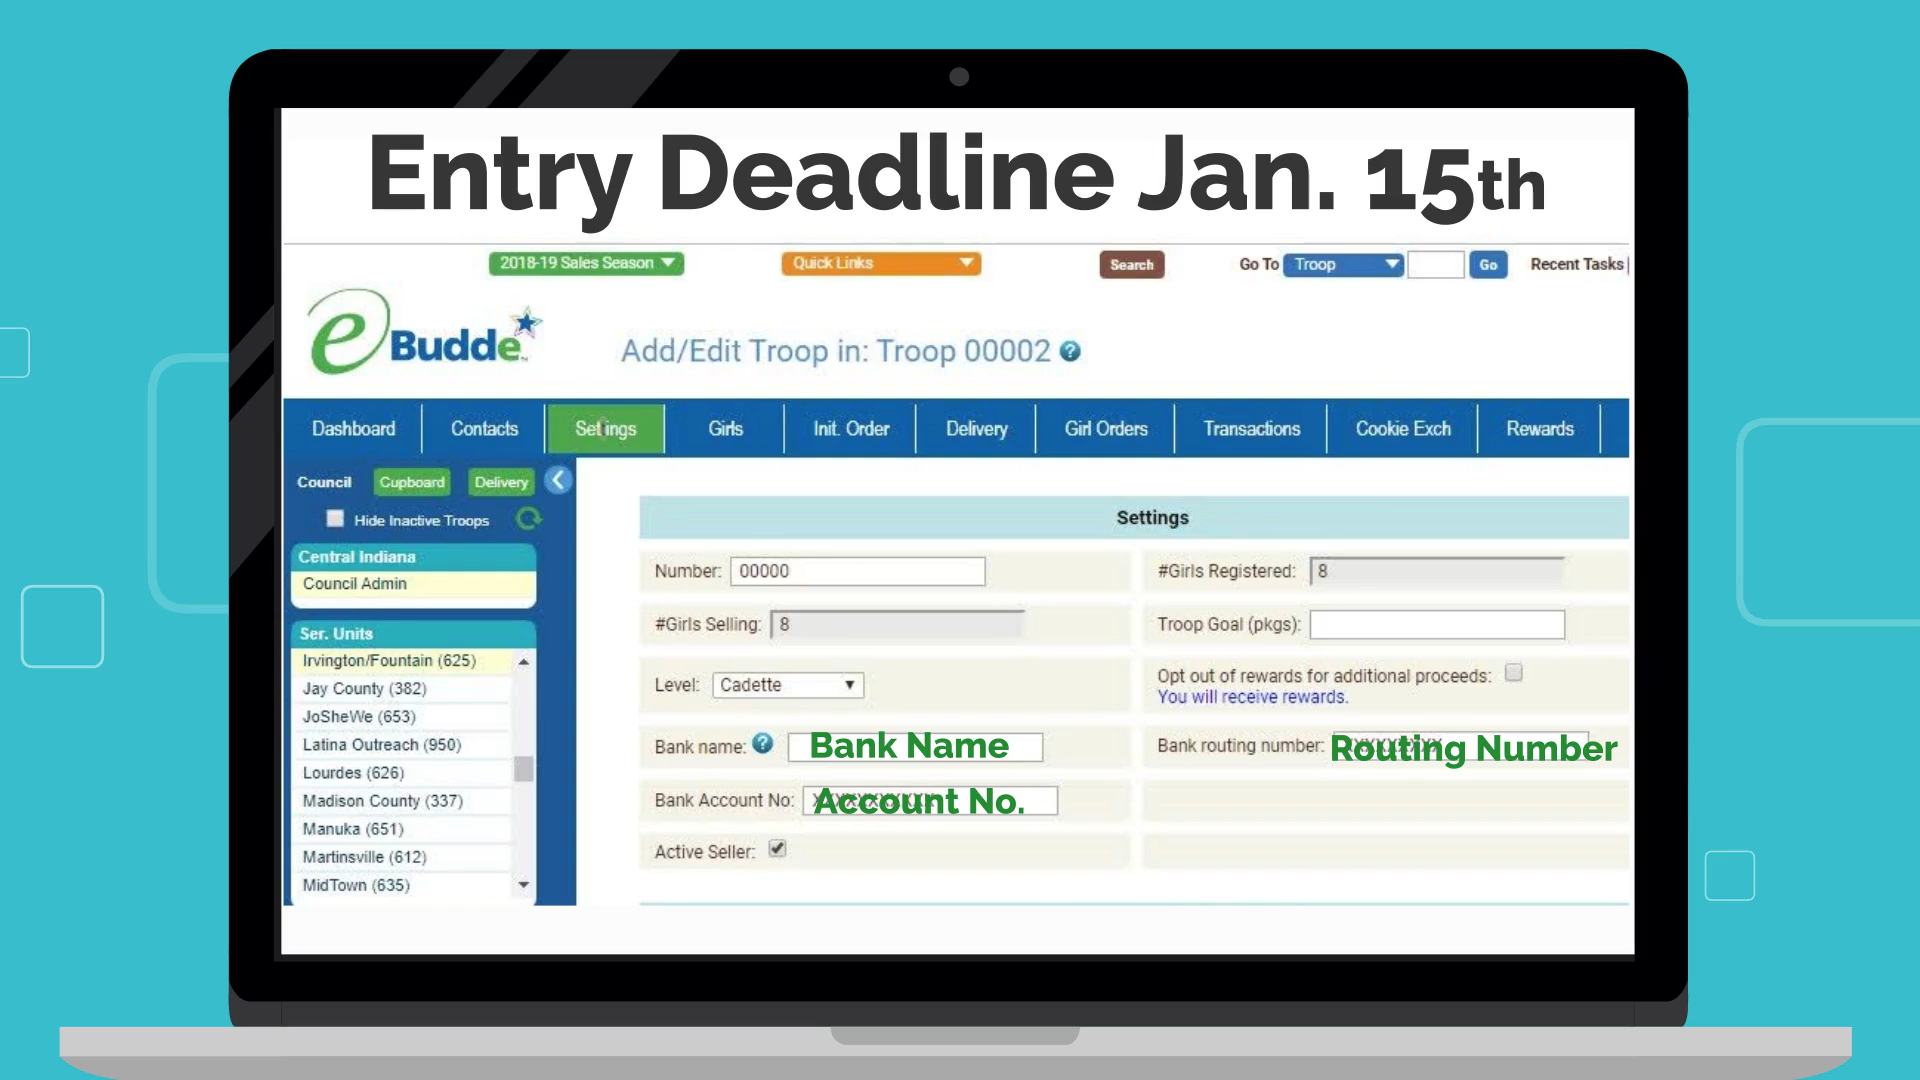 Entry Deadline Jan. 15th
2018-19 Sales Season
Quick Links
Search
Go To
Troop
Go
Recent Tasks
eBudde
Add/Edit Troop in: Troop 00002 ?
Dashboard
Contacts
Settings
Girls
Init. Order
Delivery
Girl Orders
Transactions
Cookie Exch
Rewards
Council
Cupboard
Delivery
Hide Inactive Troops
Central Indiana
Council Admin
Ser. Units
Irvington/Fountain (625)
Jay County (382)
JoSheWe (653)
Latina Outreach (950)
Lourdes (626)
Madison County (337)
Manuka (651)
Martinsville (612)
MidTown (635)
Settings
Number: 00000
#Girls Registered: 8
#Girls Selling: 8
Troop Goal (pkgs):
Level: Cadette
Opt out of rewards for additional proceeds:
You will receive rewards.
Bank name: ? Bank Name
Bank routing number: Routing Number
Bank Account No: Account No.
Active Seller: